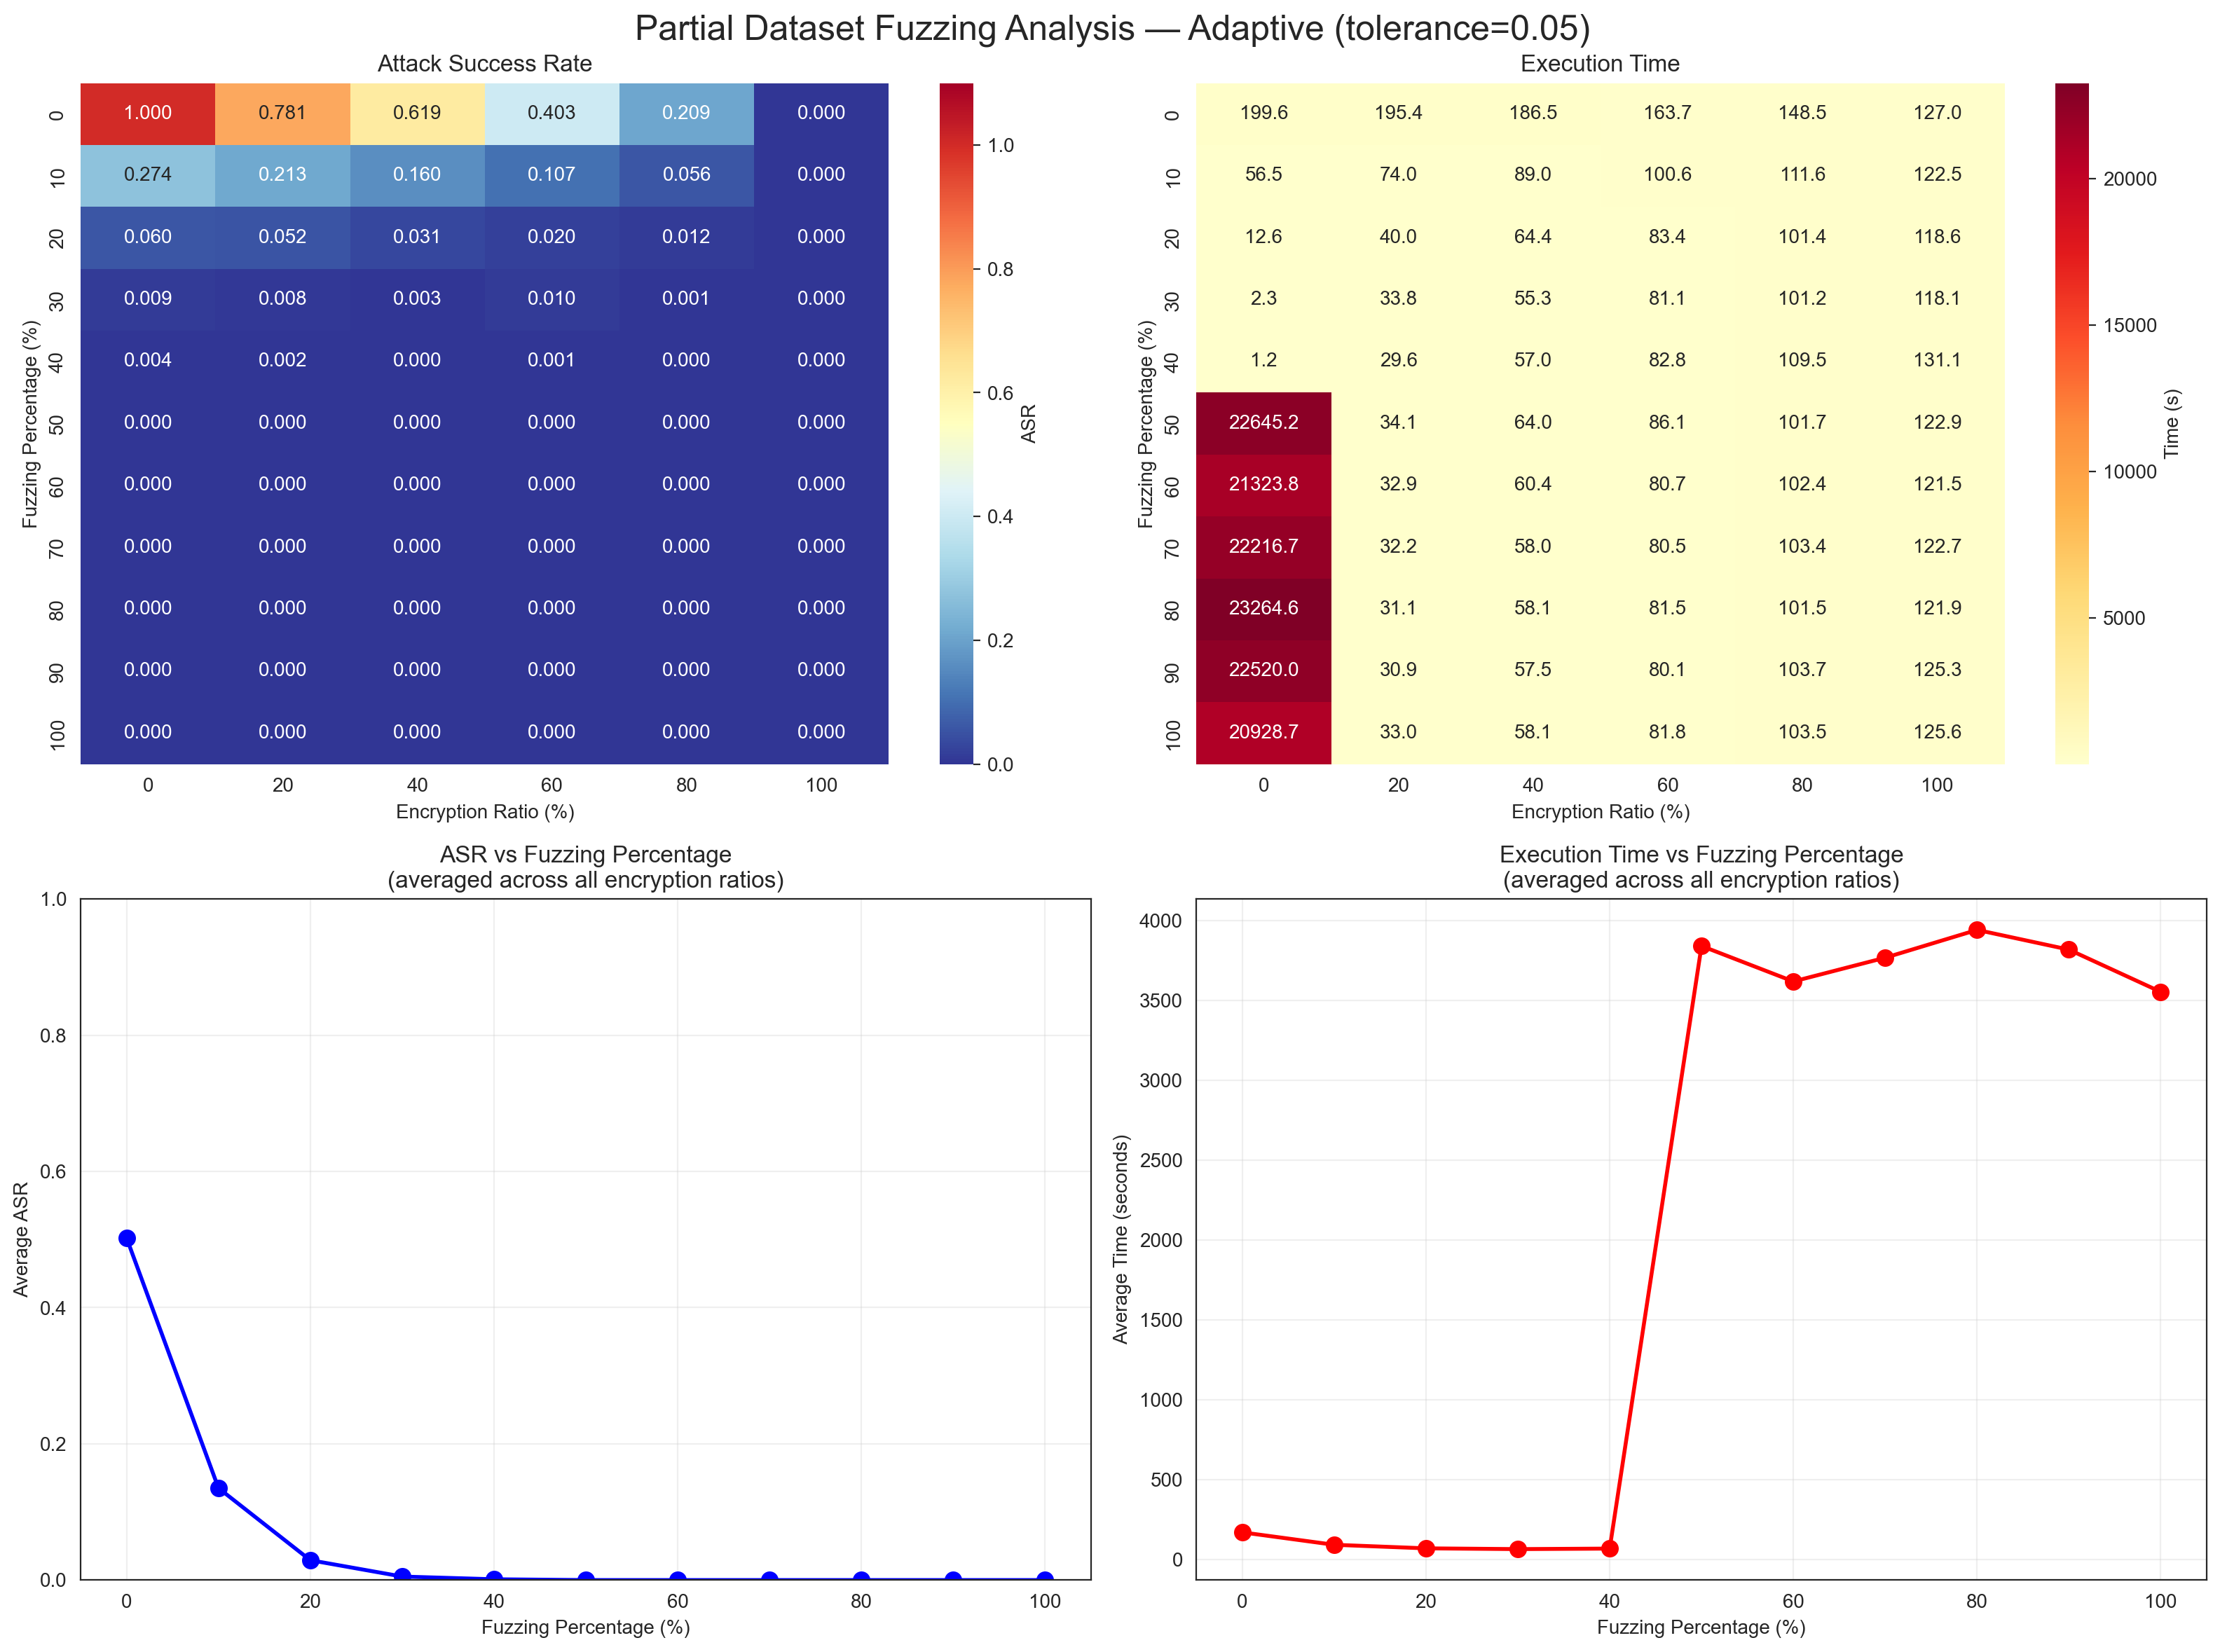 Partial Dataset Fuzzing Analysis — Adaptive (tolerance=0.05)
Attack Success Rate
0 1.000 0.781 0.619 0.403 0.209 0.000
10 0.274 0.213 0.160 0.107 0.056 0.000
20 0.060 0.052 0.031 0.020 0.012 0.000
30 0.009 0.008 0.003 0.010 0.001 0.000
40 0.004 0.002 0.000 0.001 0.000 0.000
50 0.000 0.000 0.000 0.000 0.000 0.000
60 0.000 0.000 0.000 0.000 0.000 0.000
70 0.000 0.000 0.000 0.000 0.000 0.000
80 0.000 0.000 0.000 0.000 0.000 0.000
90 0.000 0.000 0.000 0.000 0.000 0.000
100 0.000 0.000 0.000 0.000 0.000 0.000
0 20 40 60 80 100
Encryption Ratio (%)
Fuzzing Percentage (%)
1.0
0.8
0.6
0.4
0.2
0.0
ASR
Execution Time
0 199.6 195.4 186.5 163.7 148.5 127.0
10 56.5 74.0 89.0 100.6 111.6 122.5
20 12.6 40.0 64.4 83.4 101.4 118.6
30 2.3 33.8 55.3 81.1 101.2 118.1
40 1.2 29.6 57.0 82.8 109.5 131.1
50 22645.2 34.1 64.0 86.1 101.7 122.9
60 21323.8 32.9 60.4 80.7 102.4 121.5
70 22216.7 32.2 58.0 80.5 103.4 122.7
80 23264.6 31.1 58.1 81.5 101.5 121.9
90 22520.0 30.9 57.5 80.1 103.7 125.3
100 20928.7 33.0 58.1 81.8 103.5 125.6
0 20 40 60 80 100
Encryption Ratio (%)
Fuzzing Percentage (%)
20000
15000
10000
5000
Time (s)
ASR vs Fuzzing Percentage
(averaged across all encryption ratios)
1.0
0.8
0.6
0.4
0.2
0.0
Average ASR
0 20 40 60 80 100
Fuzzing Percentage (%)
Execution Time vs Fuzzing Percentage
(averaged across all encryption ratios)
4000
3500
3000
2500
2000
1500
1000
500
0
Average Time (seconds)
0 20 40 60 80 100
Fuzzing Percentage (%)